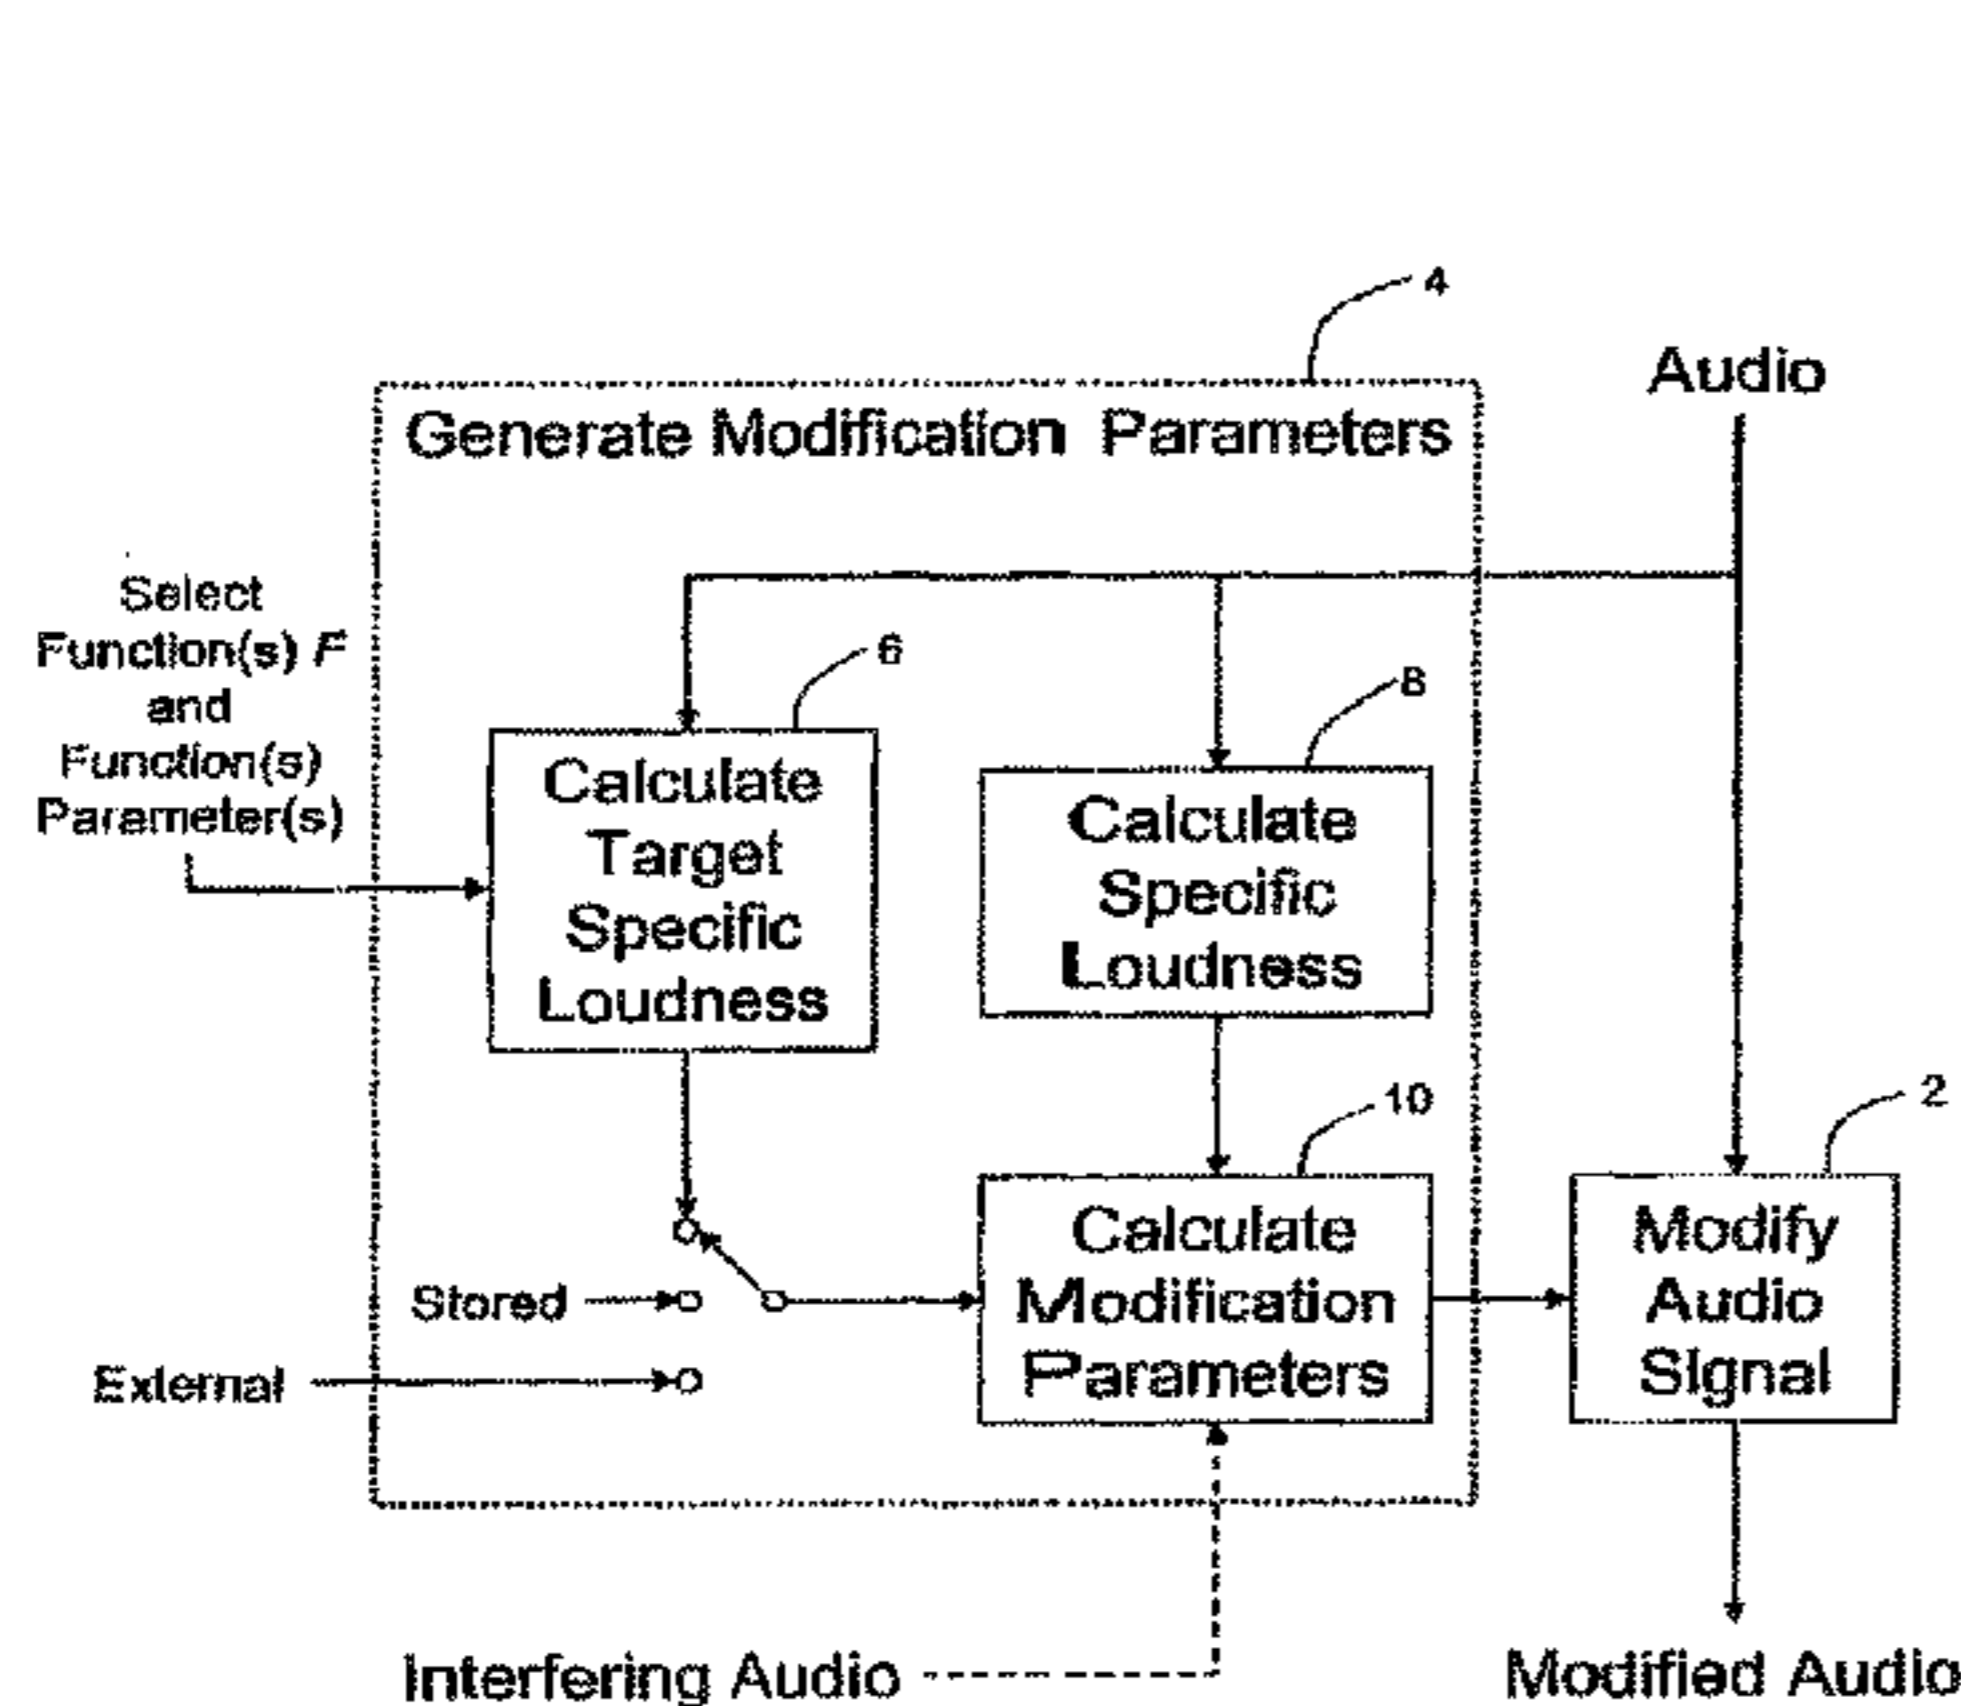 4
Audio
Generate Modification Parameters
Select
Function(s) F
and
Function(s)
Parameter(s)
6
8
Calculate
Target
Specific
Loudness
Calculate
Specific
Loudness
10
2
Calculate
Modification
Parameters
Modify
Audio
Signal
Stored
External
Interfering Audio
Modified Audio